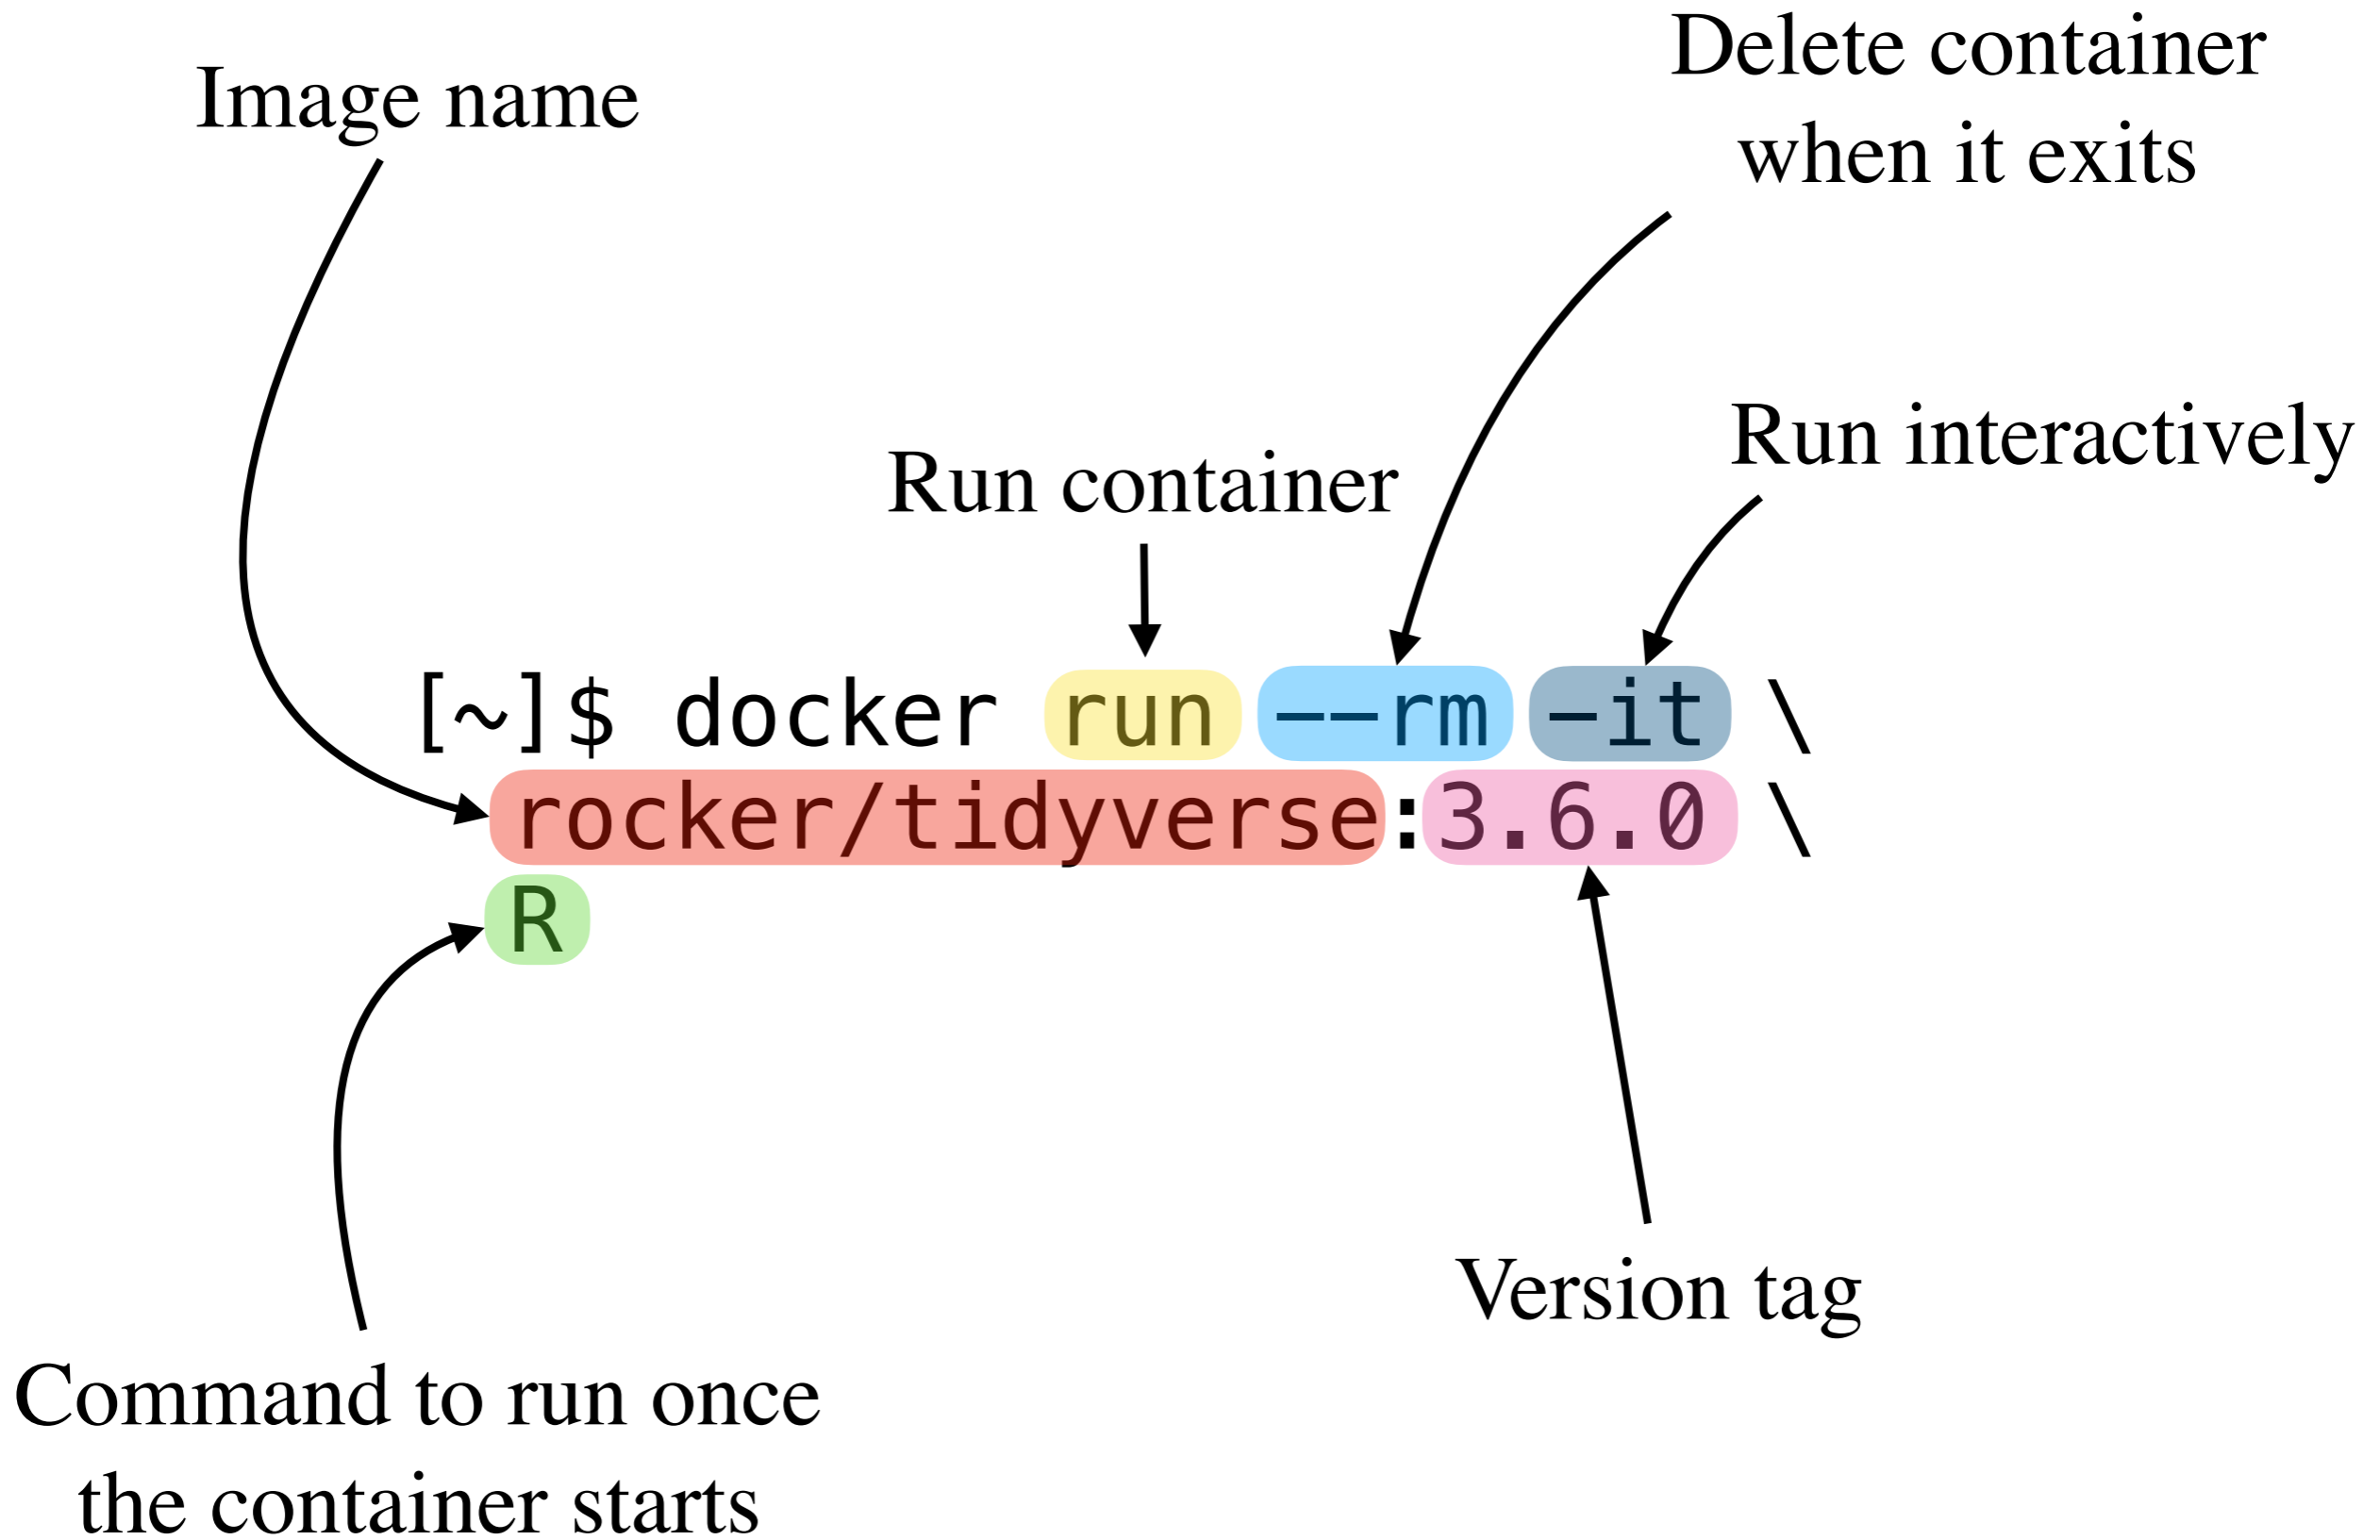 Image name
Delete container
when it exits
Run container
Run interactively
[~]$ docker run --rm -it \
rocker/tidyverse:3.6.0 \
R
Version tag
Command to run once
the container starts